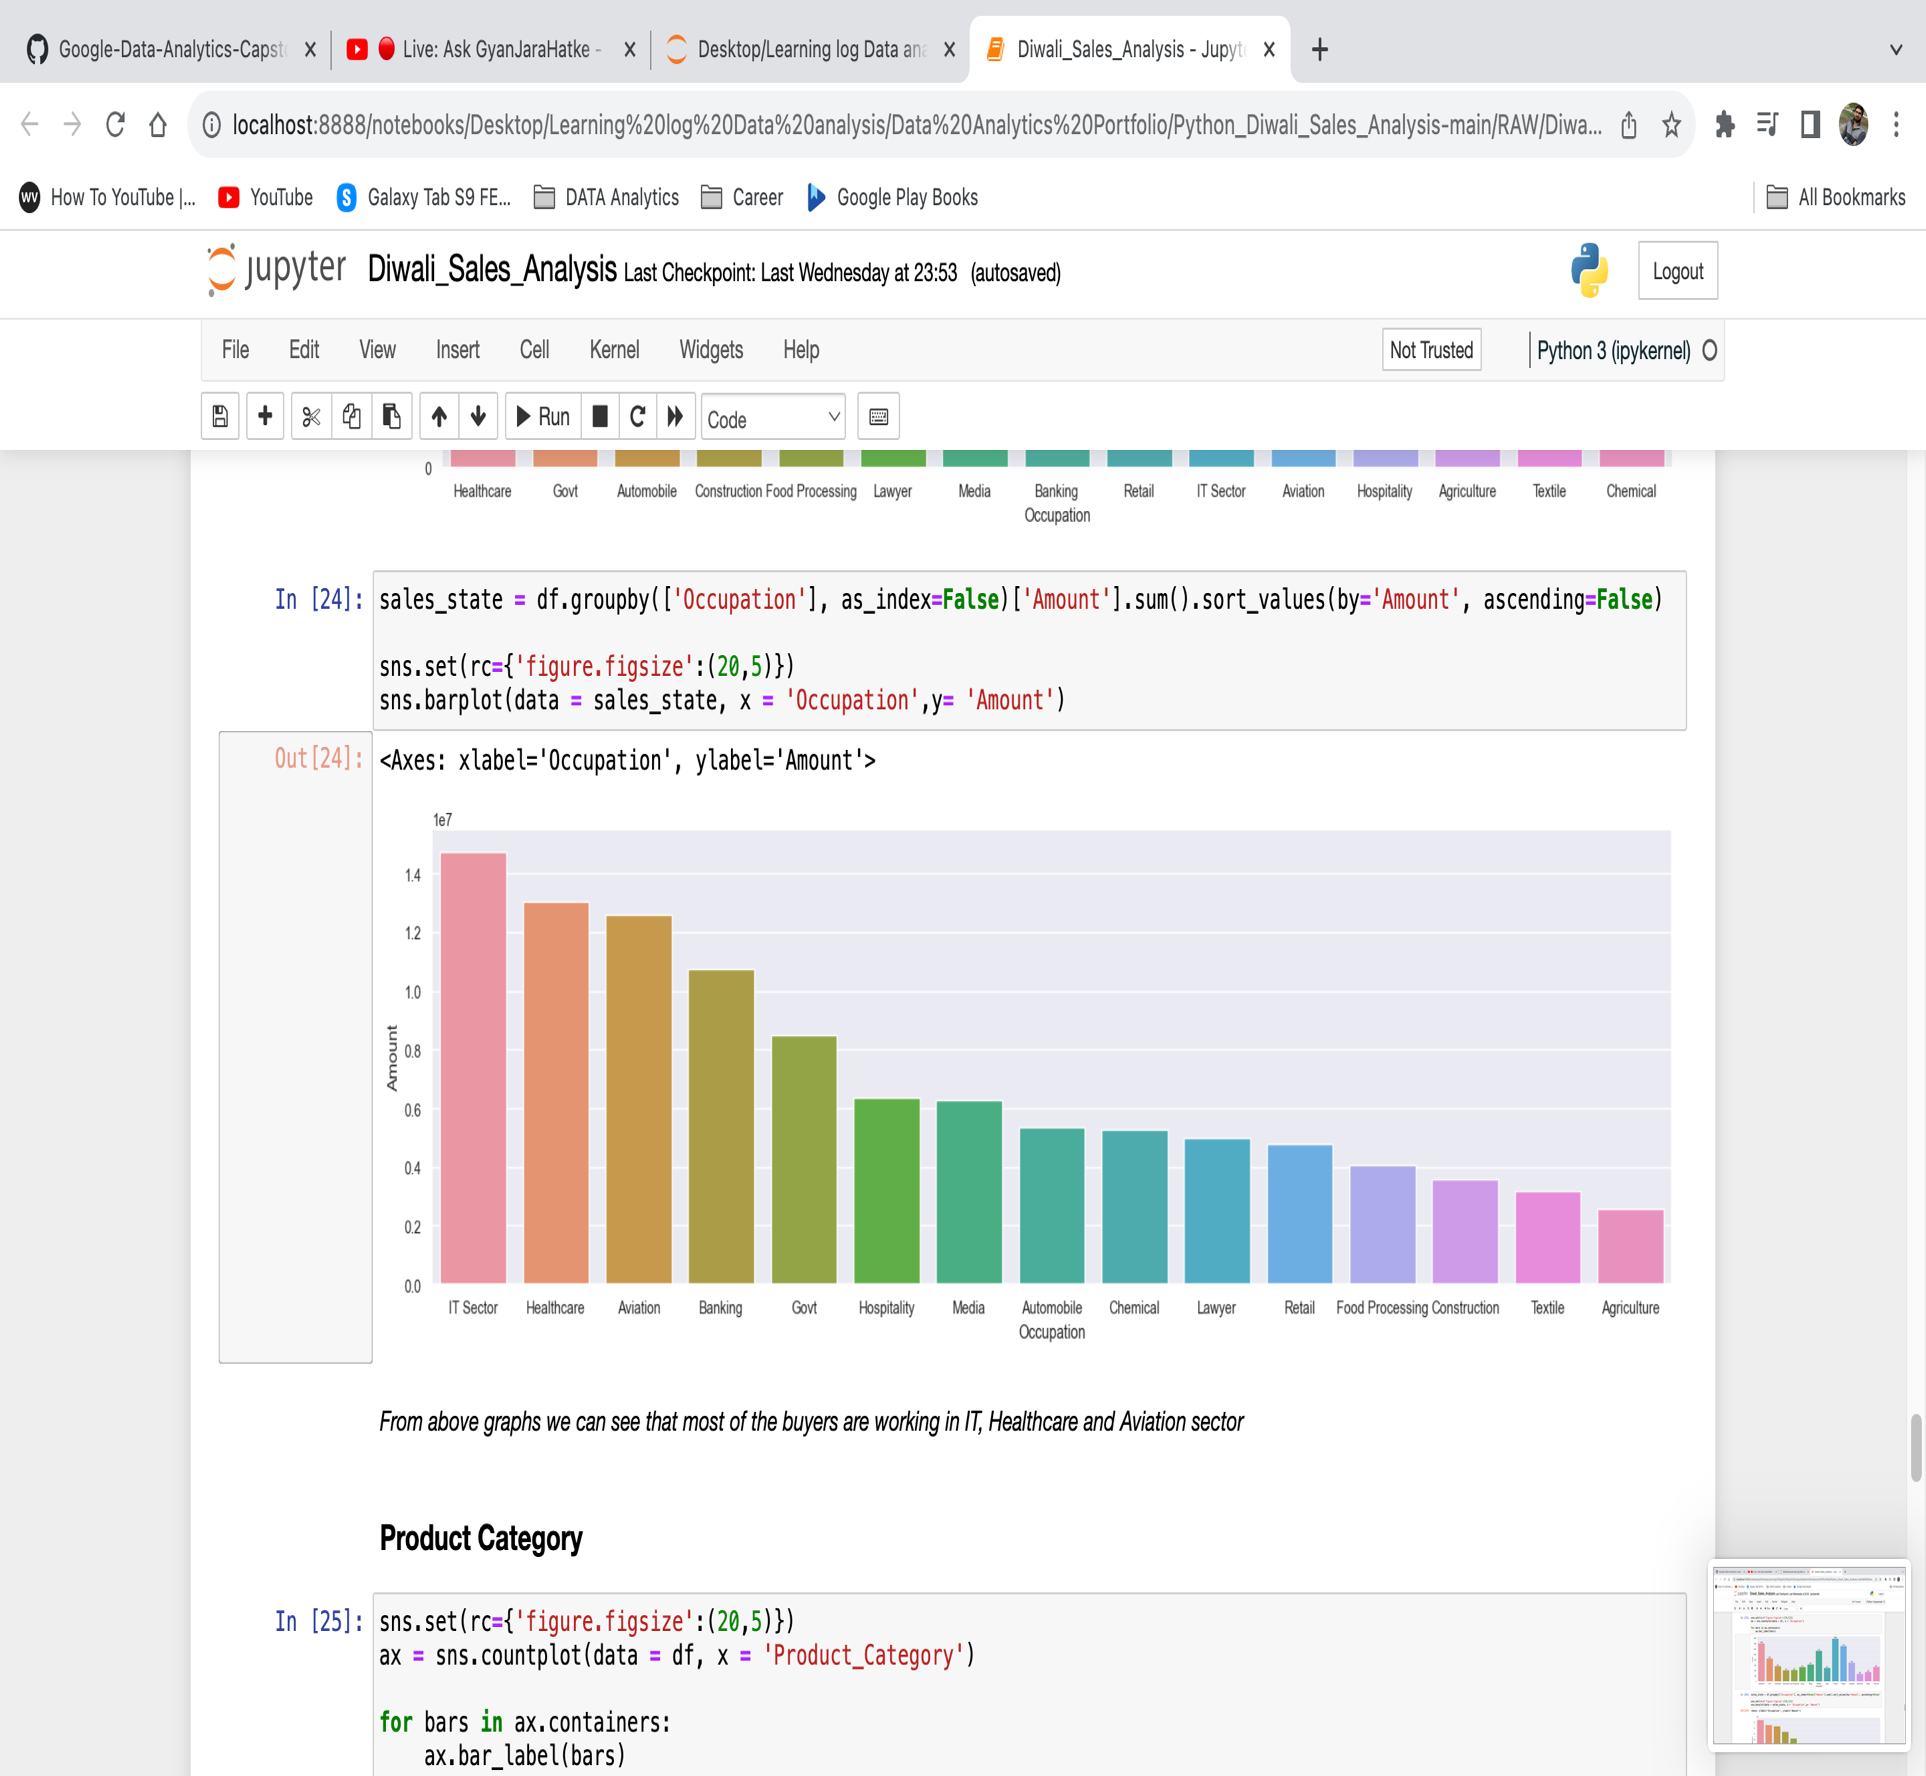 Google-Data-Analytics-Capst
Live: Ask GyanJaraHatke -
Desktop/Learning log Data ana
Diwali_Sales_Analysis - Jupyt
localhost:8888/notebooks/Desktop/Learning%20log%20Data%20analysis/Data%20Analytics%20Portfolio/Python_Diwali_Sales_Analysis-main/RAW/Diwa...
WV How To YouTube |...
YouTube
Galaxy Tab S9 FE...
DATA Analytics
Career
Google Play Books
All Bookmarks
jupyter Diwali_Sales_Analysis Last Checkpoint: Last Wednesday at 23:53 (autosaved)
Logout
File Edit View Insert Cell Kernel Widgets Help
Not Trusted
Python 3 (ipykernel)
Run
Code
0
Healthcare Govt Automobile Construction Food Processing Lawyer Media Banking Retail IT Sector Aviation Hospitality Agriculture Textile Chemical
Occupation
In [24]: sales_state = df.groupby(['Occupation'], as_index=False)['Amount'].sum().sort_values(by='Amount', ascending=False)
sns.set(rc={'figure.figsize':(20,5)})
sns.barplot(data = sales_state, x = 'Occupation',y= 'Amount')
Out[24]: <Axes: xlabel='Occupation', ylabel='Amount'>
1e7
1.4
1.2
1.0
0.8
0.6
0.4
0.2
0.0
Amount
IT Sector Healthcare Aviation Banking Govt Hospitality Media Automobile Chemical Lawyer Retail Food Processing Construction Textile Agriculture
Occupation
From above graphs we can see that most of the buyers are working in IT, Healthcare and Aviation sector
Product Category
In [25]: sns.set(rc={'figure.figsize':(20,5)})
ax = sns.countplot(data = df, x = 'Product_Category')
for bars in ax.containers:
    ax.bar_label(bars)